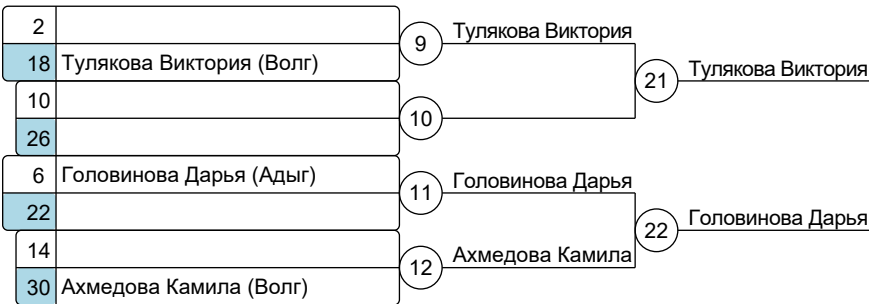 2
9
Тулякова Виктория
18 Тулякова Виктория (Волг)
21
Тулякова Виктория
10
10
26
6 Головинова Дарья (Адыг)
11
Головинова Дарья
22
22
Головинова Дарья
14
12
Ахмедова Камила
30 Ахмедова Камила (Волг)